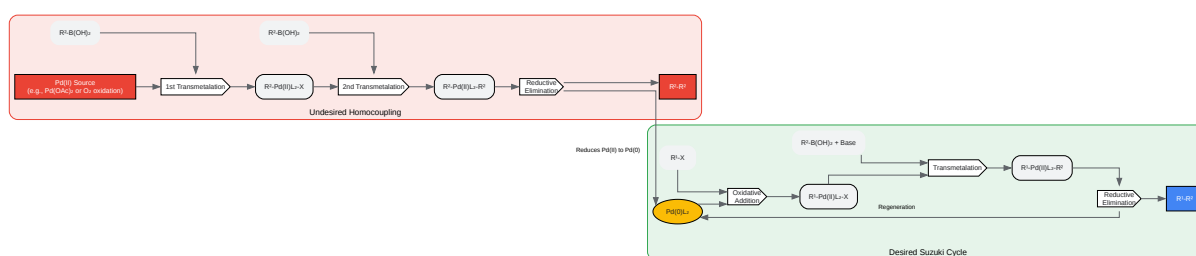 R²-B(OH)₂
R²-B(OH)₂
Pd(II) Source
(e.g., Pd(OAc)₂ or O₂ oxidation)
1st Transmetalation
R²-Pd(II)L₂-X
2nd Transmetalation
R²-Pd(II)L₂-R²
Reductive
Elimination
R²-R²
Undesired Homocoupling
Reduces Pd(II) to Pd(0)
R¹-X
R²-B(OH)₂ + Base
Transmetalation
R¹-Pd(II)L₂-R²
Oxidative
Addition
R¹-Pd(II)L₂-X
Reductive
Elimination
R¹-R²
Pd(0)L₂
Regeneration
Desired Suzuki Cycle